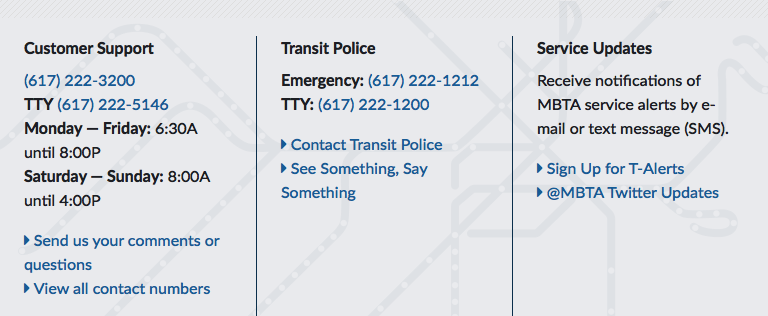 Customer Support
(617) 222-3200
TTY (617) 222-5146
Monday — Friday: 6:30A
until 8:00P
Saturday — Sunday: 8:00A
until 4:00P
Send us your comments or
questions
View all contact numbers
Transit Police
Emergency: (617) 222-1212
TTY: (617) 222-1200
Contact Transit Police
See Something, Say
Something
Service Updates
Receive notifications of
MBTA service alerts by e-
mail or text message (SMS).
Sign Up for T-Alerts
@MBTA Twitter Updates